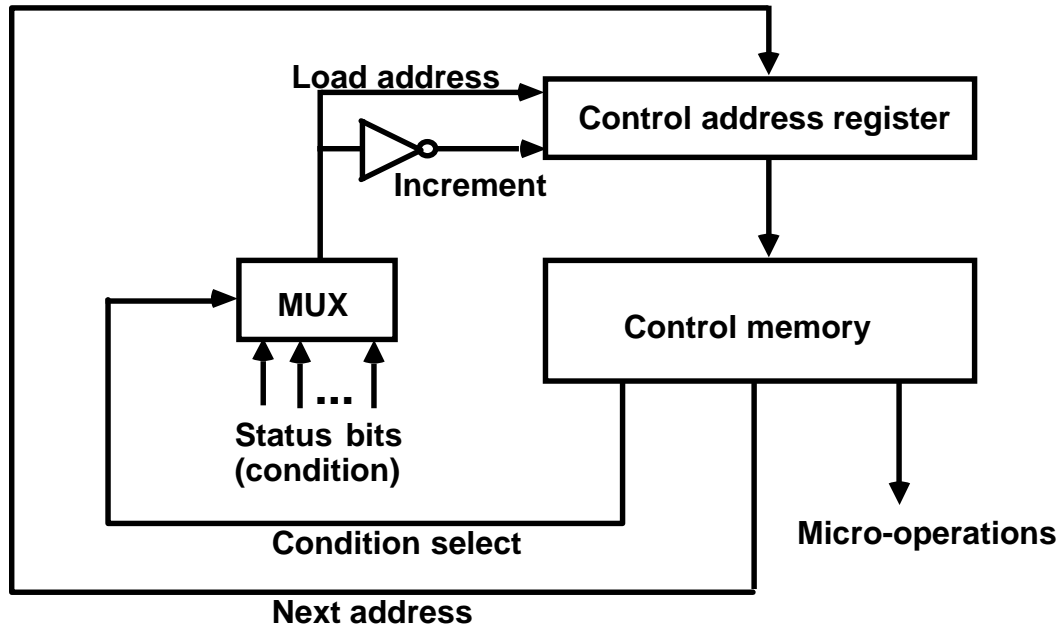 Load address
Control address register
Increment
MUX
Control memory
...
Status bits
(condition)
Micro-operations
Condition select
Next address